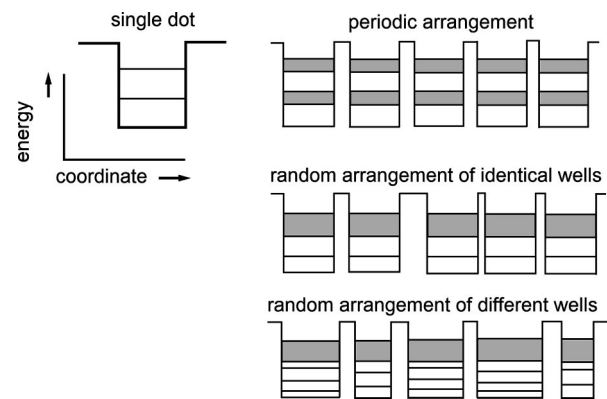 single dot
energy
coordinate
periodic arrangement
random arrangement of identical wells
random arrangement of different wells